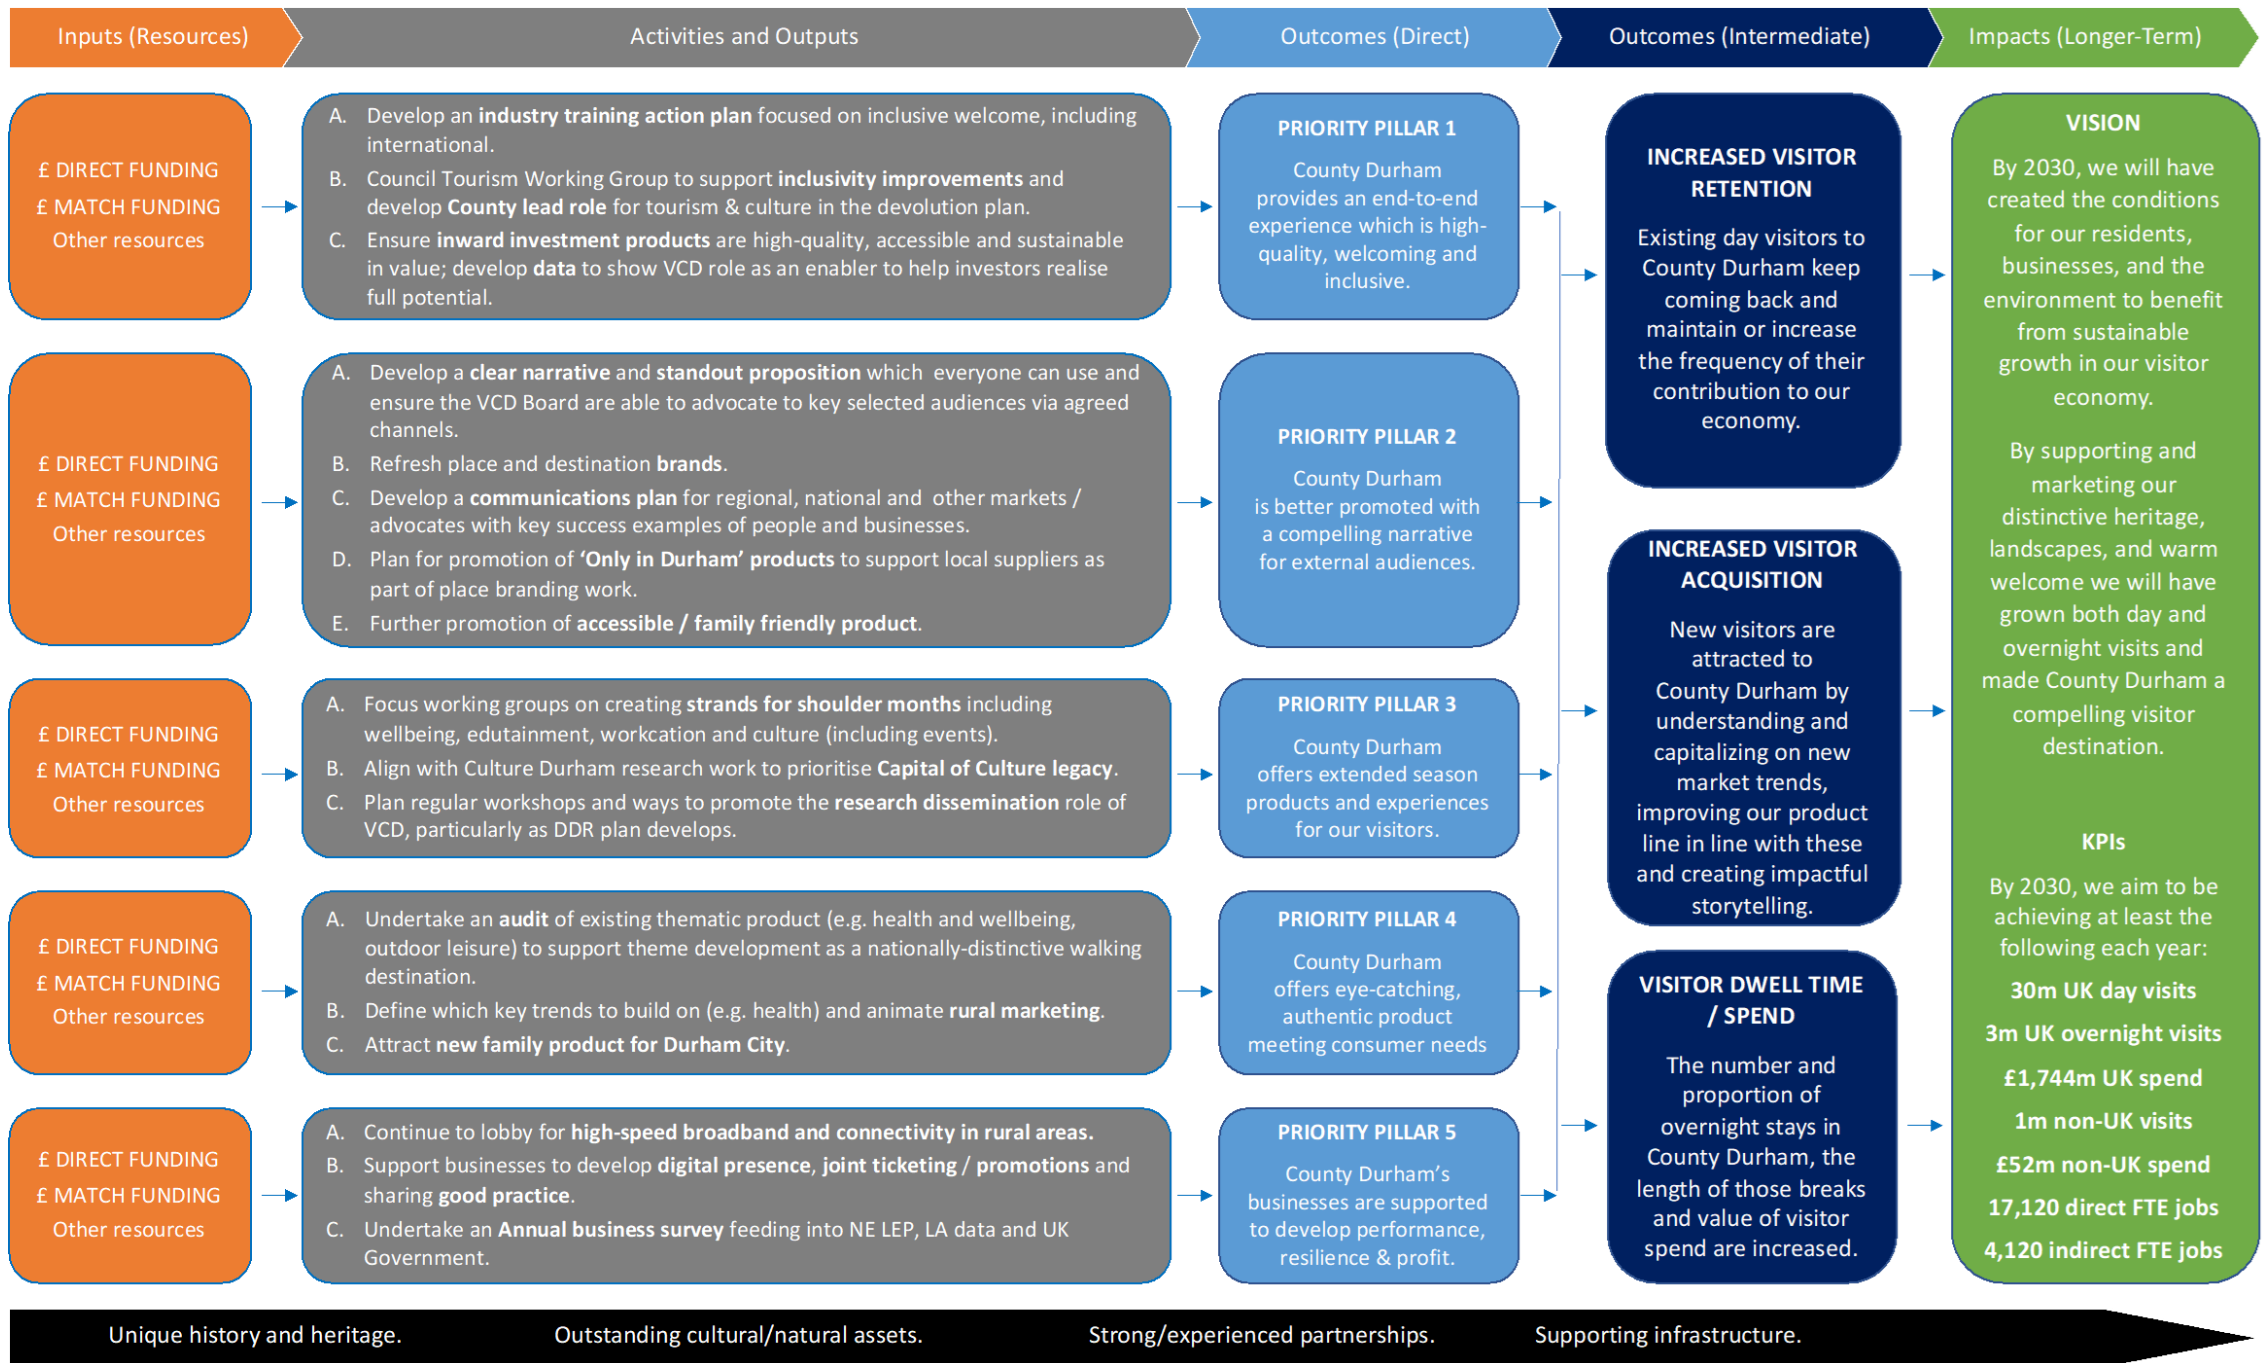 Inputs (Resources)
Activities and Outputs
Outcomes (Direct)
Outcomes (Intermediate)
Impacts (Longer-Term)
£ DIRECT FUNDING
£ MATCH FUNDING
Other resources
A. Develop an industry training action plan focused on inclusive welcome, including
international.
B. Council Tourism Working Group to support inclusivity improvements and
develop County lead role for tourism & culture in the devolution plan.
C. Ensure inward investment products are high-quality, accessible and sustainable
in value; develop data to show VCD role as an enabler to help investors realise
full potential.
PRIORITY PILLAR 1
County Durham
provides an end-to-end
experience which is high-
quality, welcoming and
inclusive.
£ DIRECT FUNDING
£ MATCH FUNDING
Other resources
A. Develop a clear narrative and standout proposition which everyone can use and
ensure the VCD Board are able to advocate to key selected audiences via agreed
channels.
B. Refresh place and destination brands.
C. Develop a communications plan for regional, national and other markets /
advocates with key success examples of people and businesses.
D. Plan for promotion of ‘Only in Durham’ products to support local suppliers as
part of place branding work.
E. Further promotion of accessible / family friendly product.
PRIORITY PILLAR 2
County Durham
is better promoted with
a compelling narrative
for external audiences.
£ DIRECT FUNDING
£ MATCH FUNDING
Other resources
A. Focus working groups on creating strands for shoulder months including
wellbeing, edutainment, workcation and culture (including events).
B. Align with Culture Durham research work to prioritise Capital of Culture legacy.
C. Plan regular workshops and ways to promote the research dissemination role of
VCD, particularly as DDR plan develops.
PRIORITY PILLAR 3
County Durham
offers extended season
products and experiences
for our visitors.
£ DIRECT FUNDING
£ MATCH FUNDING
Other resources
A. Undertake an audit of existing thematic product (e.g. health and wellbeing,
outdoor leisure) to support theme development as a nationally-distinctive walking
destination.
B. Define which key trends to build on (e.g. health) and animate rural marketing.
C. Attract new family product for Durham City.
PRIORITY PILLAR 4
County Durham
offers eye-catching,
authentic product
meeting consumer needs
£ DIRECT FUNDING
£ MATCH FUNDING
Other resources
A. Continue to lobby for high-speed broadband and connectivity in rural areas.
B. Support businesses to develop digital presence, joint ticketing / promotions and
sharing good practice.
C. Undertake an Annual business survey feeding into NE LEP, LA data and UK
Government.
PRIORITY PILLAR 5
County Durham’s
businesses are supported
to develop performance,
resilience & profit.
INCREASED VISITOR
RETENTION
Existing day visitors to
County Durham keep
coming back and
maintain or increase
the frequency of their
contribution to our
economy.
INCREASED VISITOR
ACQUISITION
New visitors are
attracted to
County Durham by
understanding and
capitalizing on new
market trends,
improving our product
line in line with these
and creating impactful
storytelling.
VISITOR DWELL TIME
/ SPEND
The number and
proportion of
overnight stays in
County Durham, the
length of those breaks
and value of visitor
spend are increased.
VISION
By 2030, we will have
created the conditions
for our residents,
businesses, and the
environment to benefit
from sustainable
growth in our visitor
economy.
By supporting and
marketing our
distinctive heritage,
landscapes, and warm
welcome we will have
grown both day and
overnight visits and
made County Durham a
compelling visitor
destination.
KPIs
By 2030, we aim to be
achieving at least the
following each year:
30m UK day visits
3m UK overnight visits
£1,744m UK spend
1m non-UK visits
£52m non-UK spend
17,120 direct FTE jobs
4,120 indirect FTE jobs
Unique history and heritage.
Outstanding cultural/natural assets.
Strong/experienced partnerships.
Supporting infrastructure.